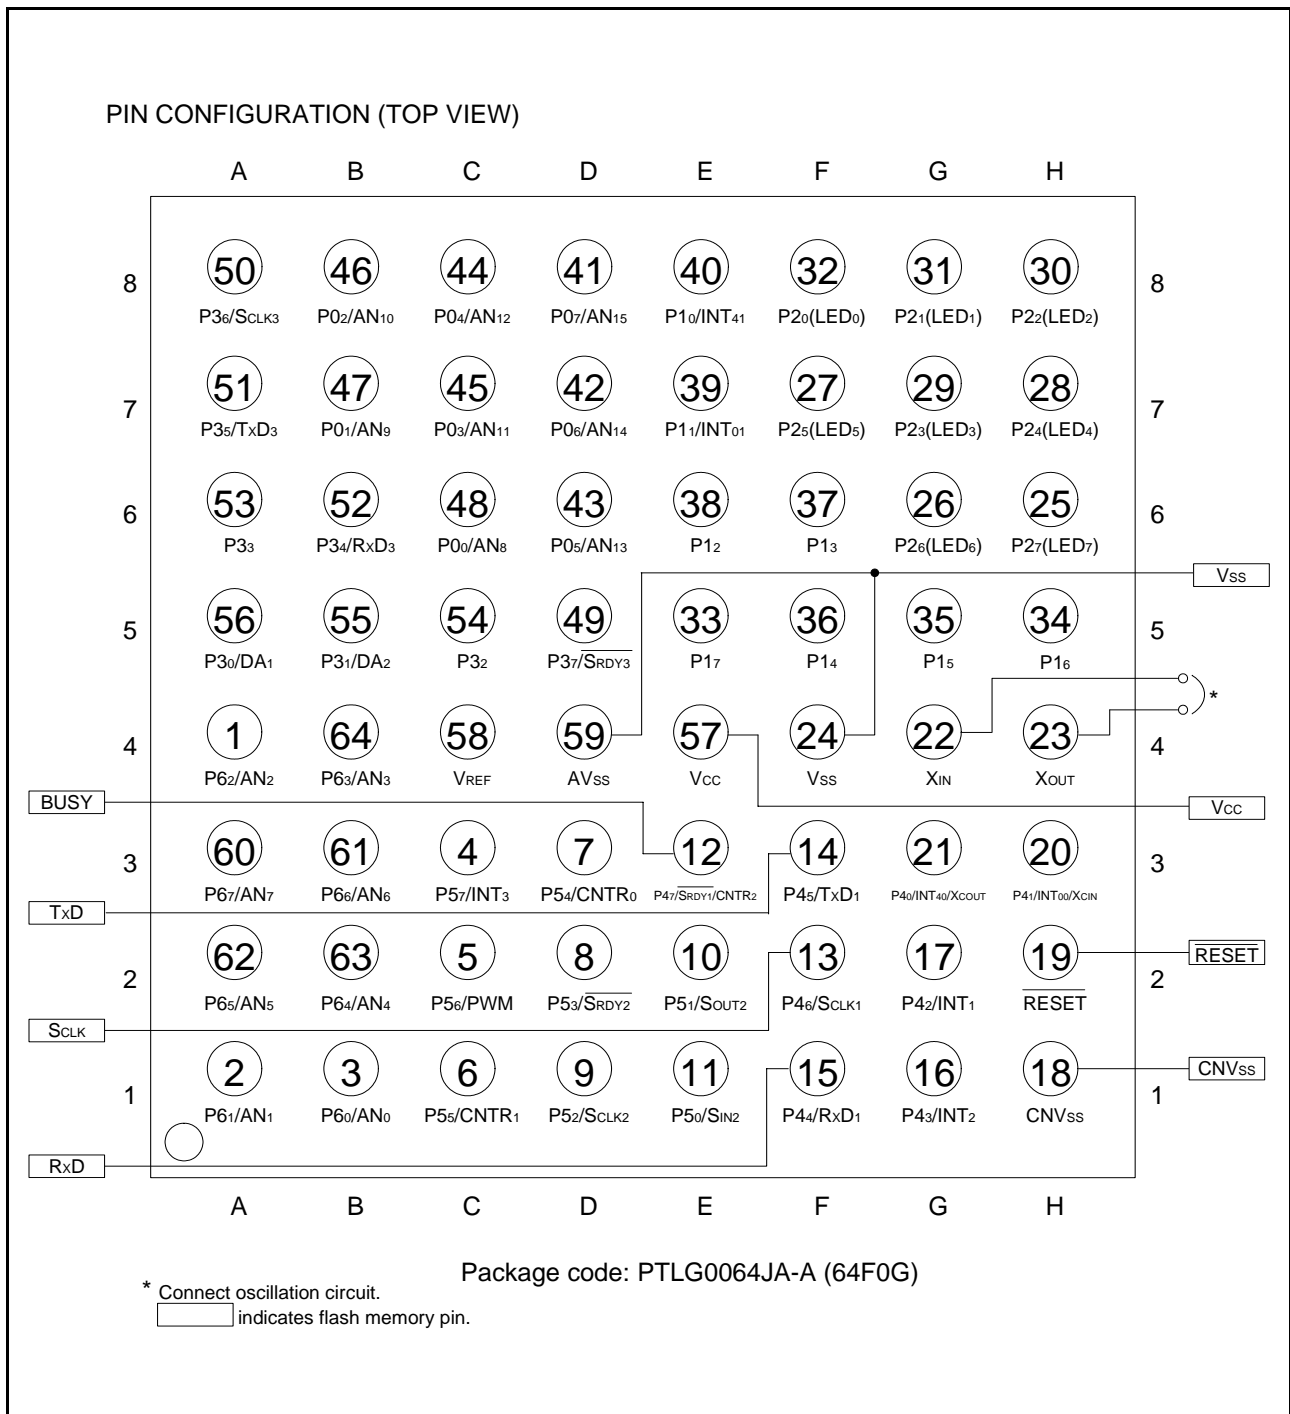 PIN CONFIGURATION (TOP VIEW)
A B C D E F G H
8 50 46 44 41 40 32 31 30 8
P36/SCLK3 P02/AN10 P04/AN12 P07/AN15 P10/INT41 P20(LED0) P21(LED1) P22(LED2)
7 51 47 45 42 39 27 29 28 7
P35/TxD3 P01/AN9 P03/AN11 P06/AN14 P11/INT01 P25(LED5) P23(LED3) P24(LED4)
6 53 52 48 43 38 37 26 25 6
P33 P34/RxD3 P00/AN8 P05/AN13 P12 P13 P26(LED6) P27(LED7)
Vss
5 56 55 54 49 33 36 35 34 5
P30/DA1 P31/DA2 P32 P37/SRDY3 P17 P14 P15 P16
*
4 1 64 58 59 57 24 22 23 4
P62/AN2 P63/AN3 VREF AVss Vcc Vss XIN XOUT
BUSY Vcc
3 60 61 4 7 12 14 21 20 3
P67/AN7 P66/AN6 P57/INT3 P54/CNTR0 P47/SRDY1/CNTR2 P45/TxD1 P40/INT40/XCOUT P41/INT00/XCIN
TxD
2 62 63 5 8 10 13 17 19 RESET 2
P65/AN5 P64/AN4 P56/PWM P53/SRDY2 P51/SOUT2 P46/SCLK1 P42/INT1 RESET
SCLK
1 2 3 6 9 11 15 16 18 CNVss 1
P61/AN1 P60/AN0 P55/CNTR1 P52/SCLK2 P50/SIN2 P44/RxD1 P43/INT2 CNVss
RxD
A B C D E F G H
Package code: PTLG0064JA-A (64F0G)
* Connect oscillation circuit.
indicates flash memory pin.